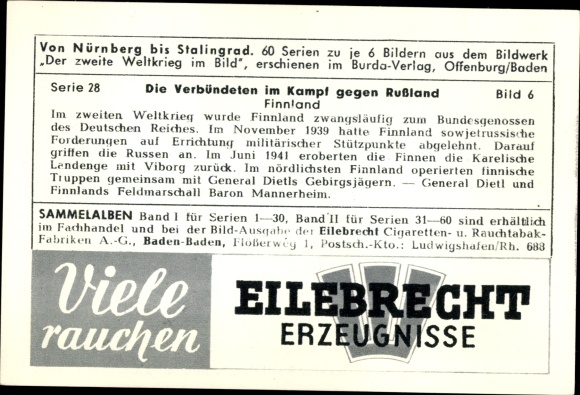 Von Nürnberg bis Stalingrad. 60 Serien zu je 6 Bildern aus dem Bildwerk
„Der zweite Weltkrieg im Bild", erschienen im Burda-Verlag, Offenburg/Baden
Serie 28 Die Verbündeten im Kampf gegen Rußland Bild 6
Finnland
Im zweiten Weltkrieg wurde Finnland zwangsläufig zum Bundesgenossen
des Deutschen Reiches. Im November 1939 hatte Finnland sowjetrussische
Forderungen auf Errichtung militärischer Stützpunkte abgelehnt. Darauf
griffen die Russen an. Im Juni 1941 eroberten die Finnen die Karelische
Landenge mit Viborg zurück. Im nördlichsten Finnland operierten finnische
Truppen gemeinsam mit General Dietls Gebirgsjägern. — General Dietl und
Finnlands Feldmarschall Baron Mannerheim.
SAMMELALBEN Band I für Serien 1—30, Band II für Serien 31—60 sind erhältlich
im Fachhandel und bei der Bild-Ausgabe der Eilebrecht Cigaretten- u. Rauchtabak-
Fabriken A.-G., Baden-Baden, Flößerweg 1, Postsch.-Kto.: Ludwigshafen/Rh. 688
Viele
rauchen
EILEBRECHT
ERZEUGNISSE